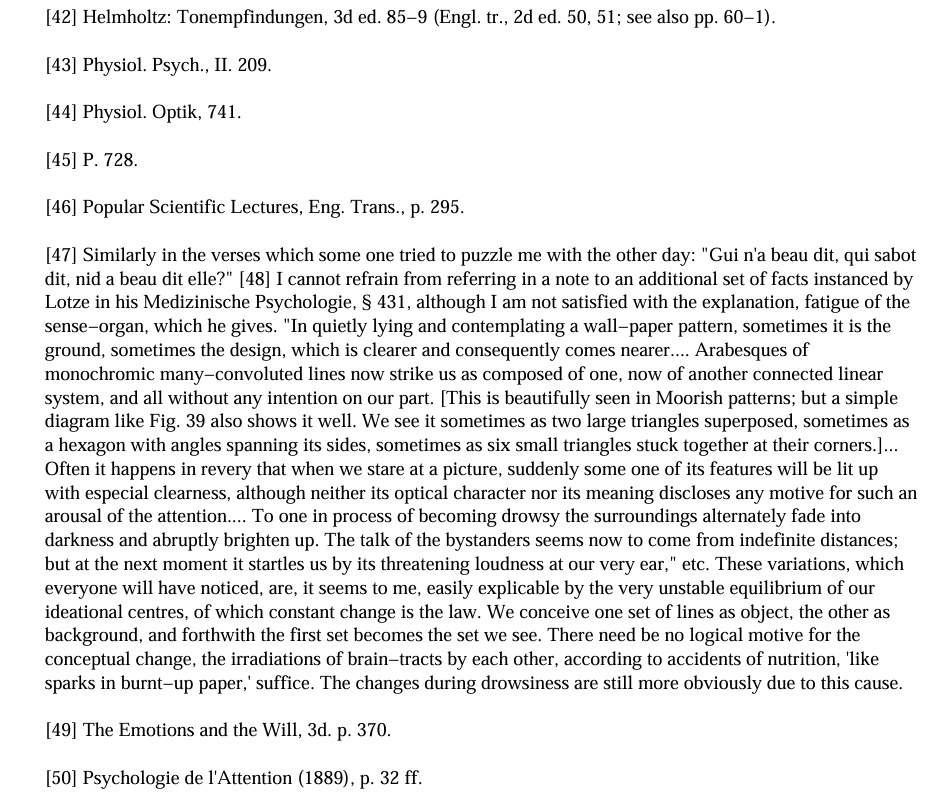 [42] Helmholtz: Tonempfindungen, 3d ed. 85−9 (Engl. tr., 2d ed. 50, 51; see also pp. 60−1).
[43] Physiol. Psych., II. 209.
[44] Physiol. Optik, 741.
[45] P. 728.
[46] Popular Scientific Lectures, Eng. Trans., p. 295.
[47] Similarly in the verses which some one tried to puzzle me with the other day: "Gui n'a beau dit, qui sabot
dit, nid a beau dit elle?" [48] I cannot refrain from referring in a note to an additional set of facts instanced by
Lotze in his Medizinische Psychologie, § 431, although I am not satisfied with the explanation, fatigue of the
sense−organ, which he gives. "In quietly lying and contemplating a wall−paper pattern, sometimes it is the
ground, sometimes the design, which is clearer and consequently comes nearer.... Arabesques of
monochromic many−convoluted lines now strike us as composed of one, now of another connected linear
system, and all without any intention on our part. [This is beautifully seen in Moorish patterns; but a simple
diagram like Fig. 39 also shows it well. We see it sometimes as two large triangles superposed, sometimes as
a hexagon with angles spanning its sides, sometimes as six small triangles stuck together at their corners.]...
Often it happens in revery that when we stare at a picture, suddenly some one of its features will be lit up
with especial clearness, although neither its optical character nor its meaning discloses any motive for such an
arousal of the attention.... To one in process of becoming drowsy the surroundings alternately fade into
darkness and abruptly brighten up. The talk of the bystanders seems now to come from indefinite distances;
but at the next moment it startles us by its threatening loudness at our very ear," etc. These variations, which
everyone will have noticed, are, it seems to me, easily explicable by the very unstable equilibrium of our
ideational centres, of which constant change is the law. We conceive one set of lines as object, the other as
background, and forthwith the first set becomes the set we see. There need be no logical motive for the
conceptual change, the irradiations of brain−tracts by each other, according to accidents of nutrition, 'like
sparks in burnt−up paper,' suffice. The changes during drowsiness are still more obviously due to this cause.
[49] The Emotions and the Will, 3d. p. 370.
[50] Psychologie de l'Attention (1889), p. 32 ff.